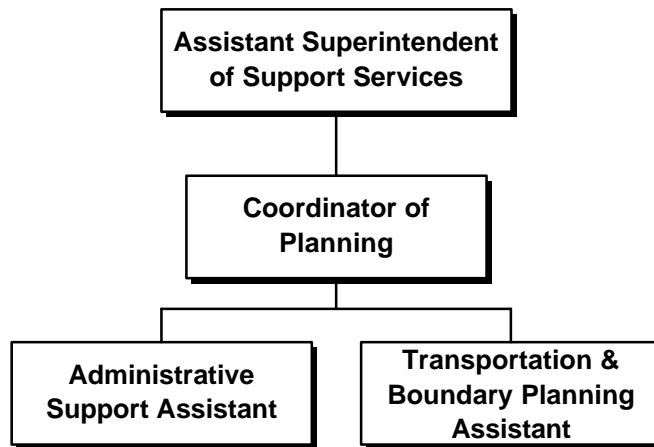 Assistant Superintendent
of Support Services
Coordinator of
Planning
Administrative
Support Assistant
Transportation &
Boundary Planning
Assistant